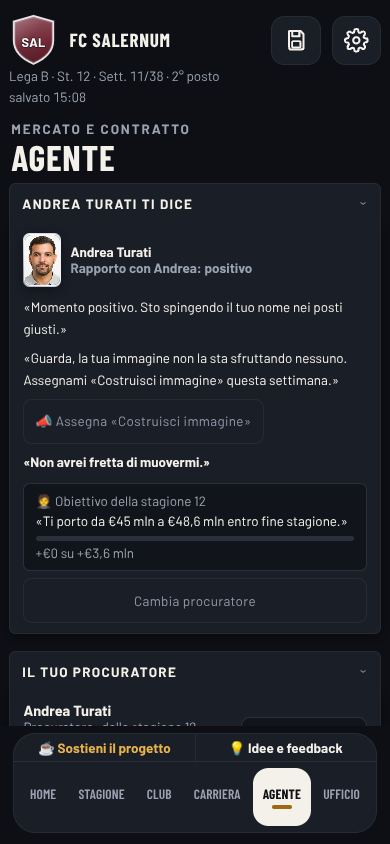 SAL
FC SALERNUM
Lega B · St. 12 · Sett. 11/38 · 2° posto
salvato 15:08
MERCATO E CONTRATTO
AGENTE
ANDREA TURATI TI DICE
Andrea Turati
Rapporto con Andrea: positivo
«Momento positivo. Sto spingendo il tuo nome nei posti
giusti.»
«Guarda, la tua immagine non la sta sfruttando nessuno.
Assegnami «Costruisci immagine» questa settimana.»
📣 Assegna «Costruisci immagine»
«Non avrei fretta di muovermi.»
Obiettivo della stagione 12
«Ti porto da €45 mln a €48,6 mln entro fine stagione.»
+€0 su +€3,6 mln
Cambia procuratore
IL TUO PROCURATORE
Andrea Turati
☕ Sostieni il progetto
💡 Idee e feedback
HOME STAGIONE CLUB CARRIERA AGENTE UFFICIO